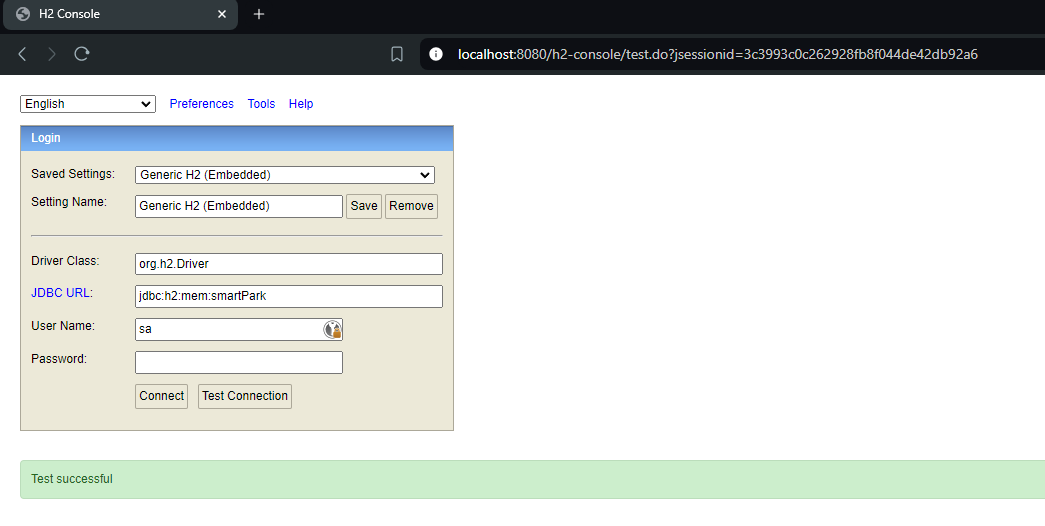 H2 Console
localhost:8080/h2-console/test.do?jsessionid=3c3993c0c262928fb8f044de42db92a6
English Preferences Tools Help
Login
Saved Settings: Generic H2 (Embedded)
Setting Name: Generic H2 (Embedded) Save Remove
Driver Class: org.h2.Driver
JDBC URL: jdbc:h2:mem:smartPark
User Name: sa
Password:
Connect Test Connection
Test successful